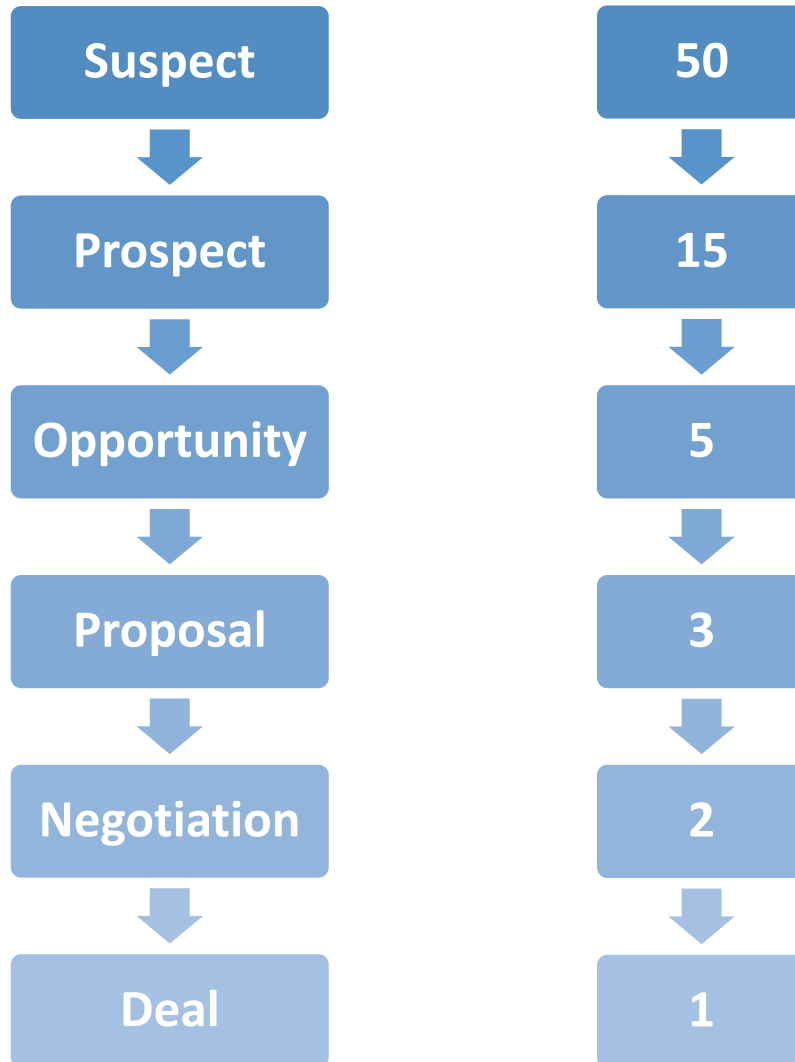 Suspect
50
Prospect
15
Opportunity
5
Proposal
3
Negotiation
2
Deal
1